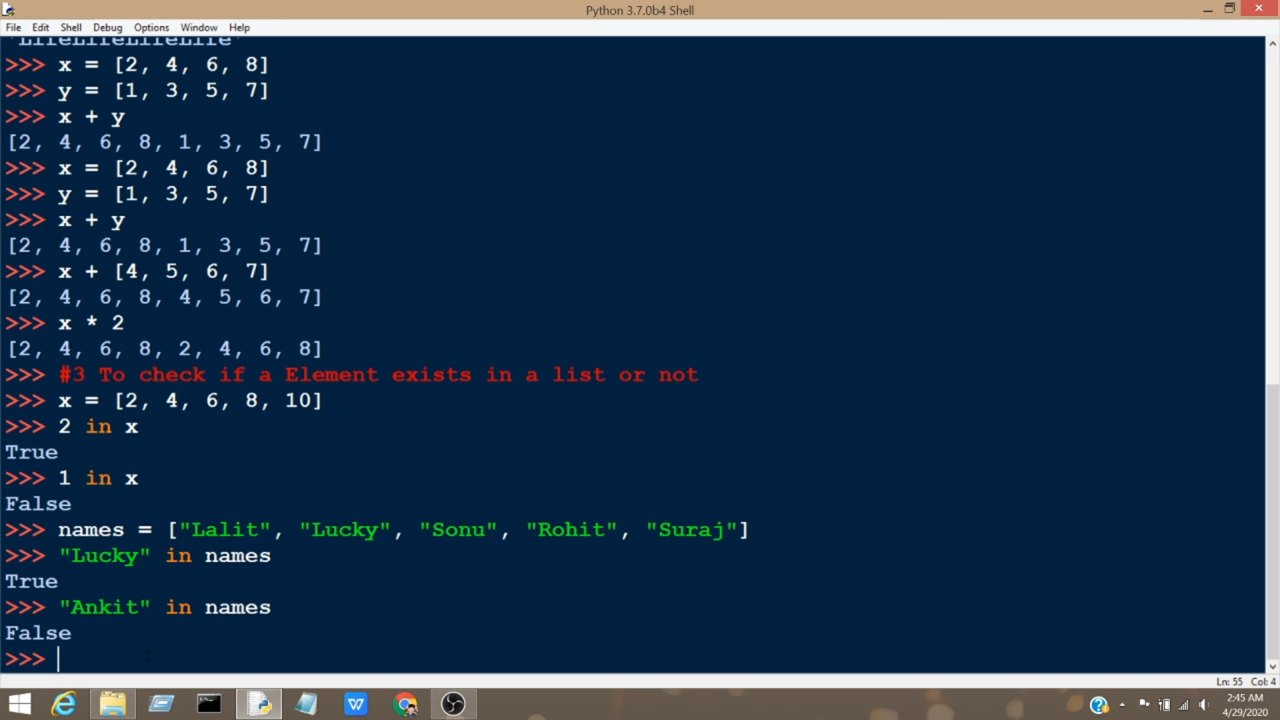 Python 3.7.0b4 Shell
File Edit Shell Debug Options Window Help
'LifeLifeLifeLife'
>>> x = [2, 4, 6, 8]
>>> y = [1, 3, 5, 7]
>>> x + y
[2, 4, 6, 8, 1, 3, 5, 7]
>>> x = [2, 4, 6, 8]
>>> y = [1, 3, 5, 7]
>>> x + y
[2, 4, 6, 8, 1, 3, 5, 7]
>>> x + [4, 5, 6, 7]
[2, 4, 6, 8, 4, 5, 6, 7]
>>> x * 2
[2, 4, 6, 8, 2, 4, 6, 8]
>>> #3 To check if a Element exists in a list or not
>>> x = [2, 4, 6, 8, 10]
>>> 2 in x
True
>>> 1 in x
False
>>> names = ["Lalit", "Lucky", "Sonu", "Rohit", "Suraj"]
>>> "Lucky" in names
True
>>> "Ankit" in names
False
>>>
Ln: 55 Col: 4
2:45 AM
4/29/2020